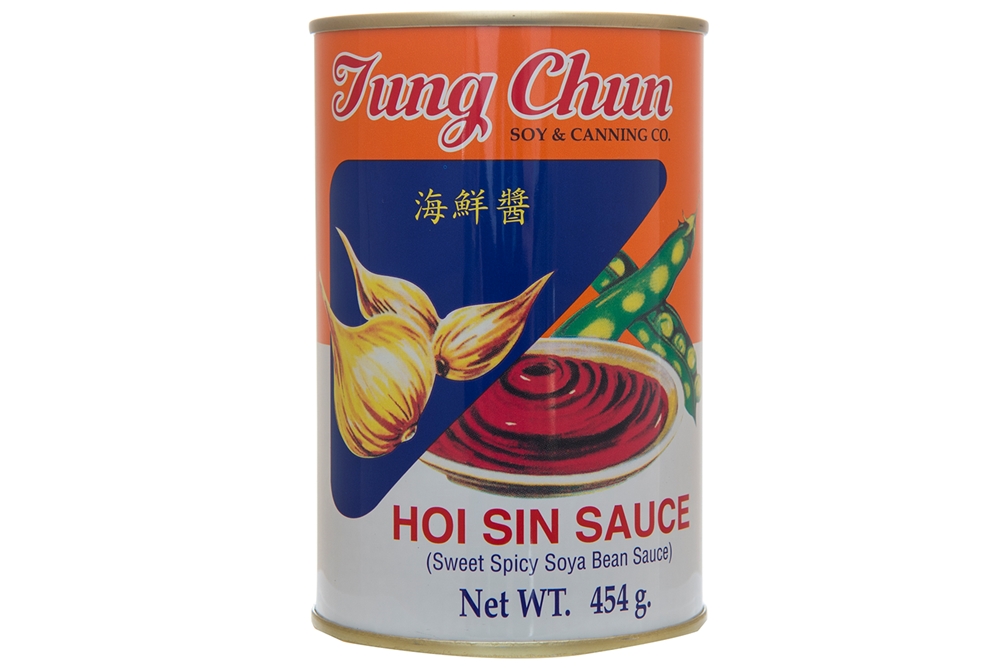 Tung Chun
SOY & CANNING CO.
海鮮醬
HOI SIN SAUCE
(Sweet Spicy Soya Bean Sauce)
Net WT. 454 g.